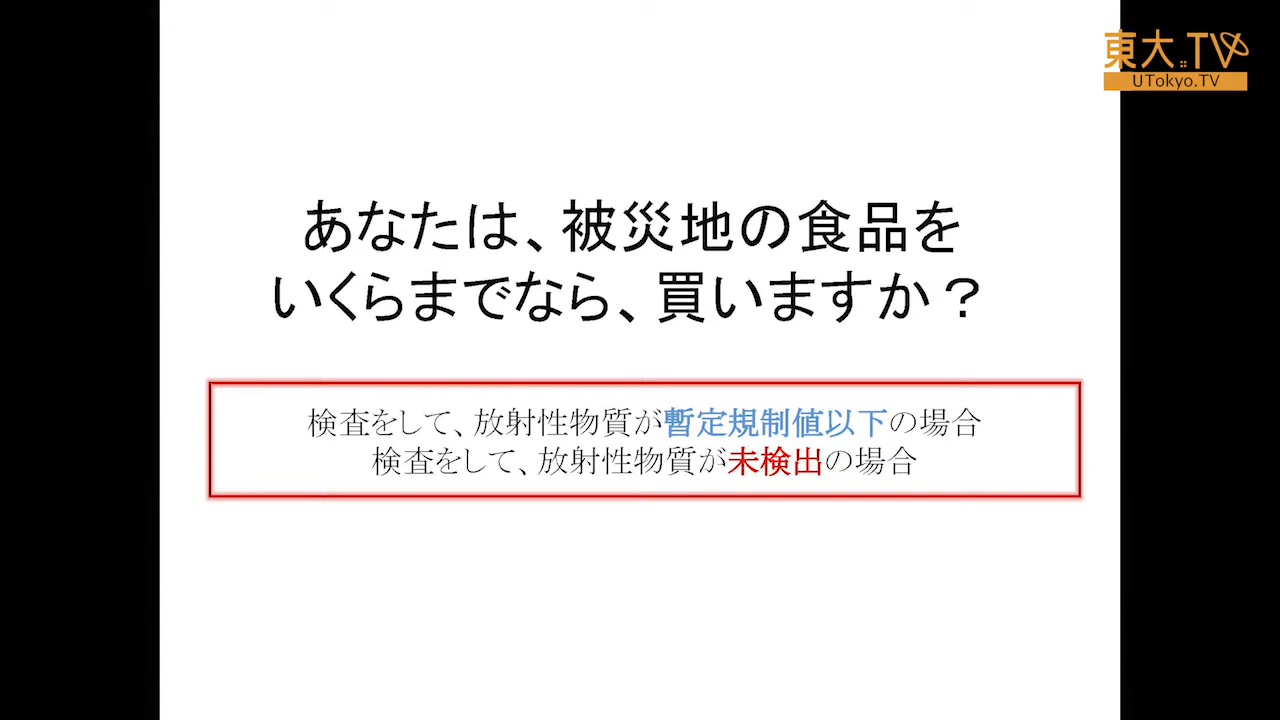 東大.TV
UTokyo.TV
あなたは、被災地の食品を
いくらまでなら、買いますか？
検査をして、放射性物質が暫定規制値以下の場合
検査をして、放射性物質が未検出の場合